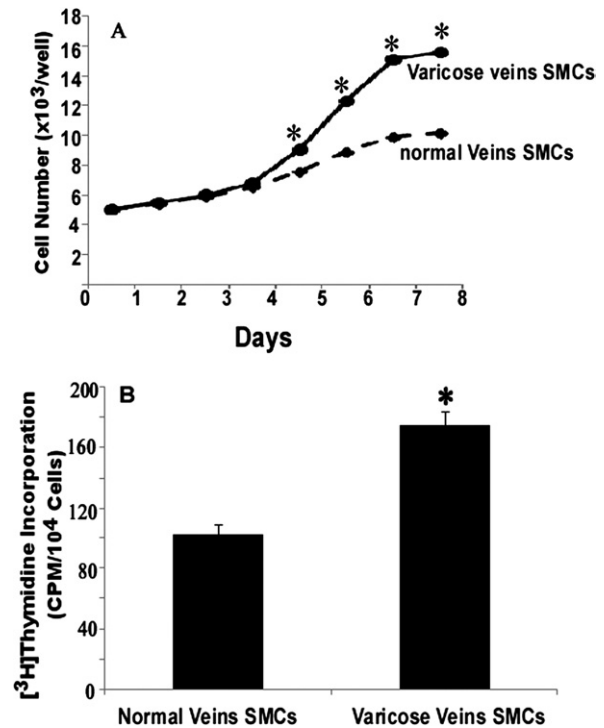 A
18
16
14
12
10
8
6
4
2
Cell Number (x10³/well)
* * * *
Varicose veins SMCs
normal Veins SMCs
0 1 2 3 4 5 6 7 8
Days
B
200
160
120
80
40
0
[³H]Thymidine Incorporation
(CPM/10⁴ Cells)
*
Normal Veins SMCs Varicose Veins SMCs